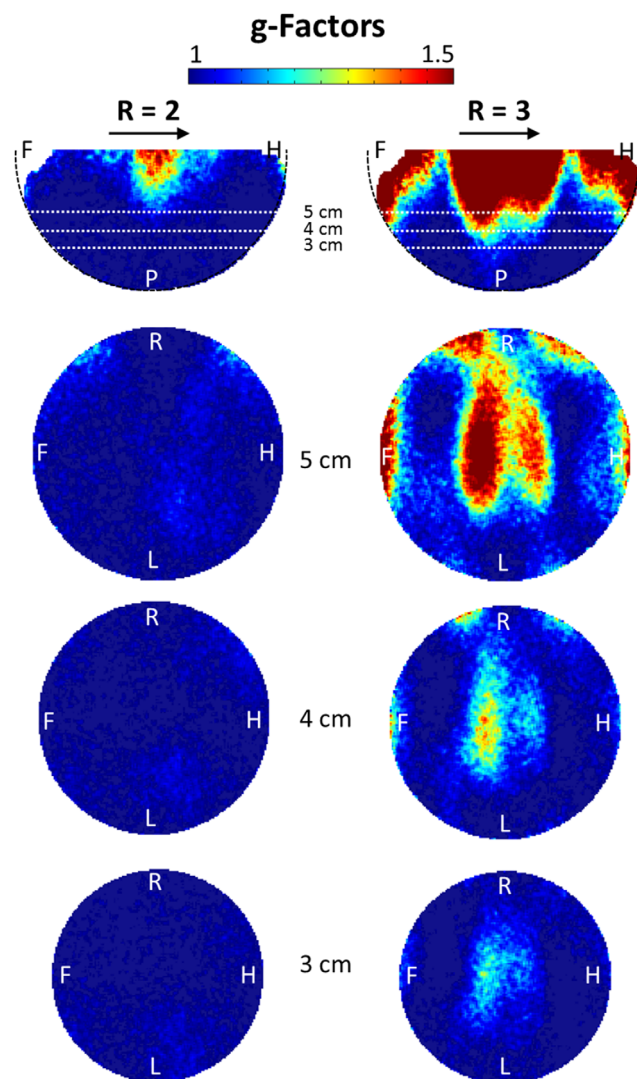 g-Factors
1 1.5
R = 2 R = 3
F H F H
5 cm
4 cm
3 cm
P P
R R
F H 5 cm F H
L L
R R
F H 4 cm F H
L L
R R
F H 3 cm F H
L L